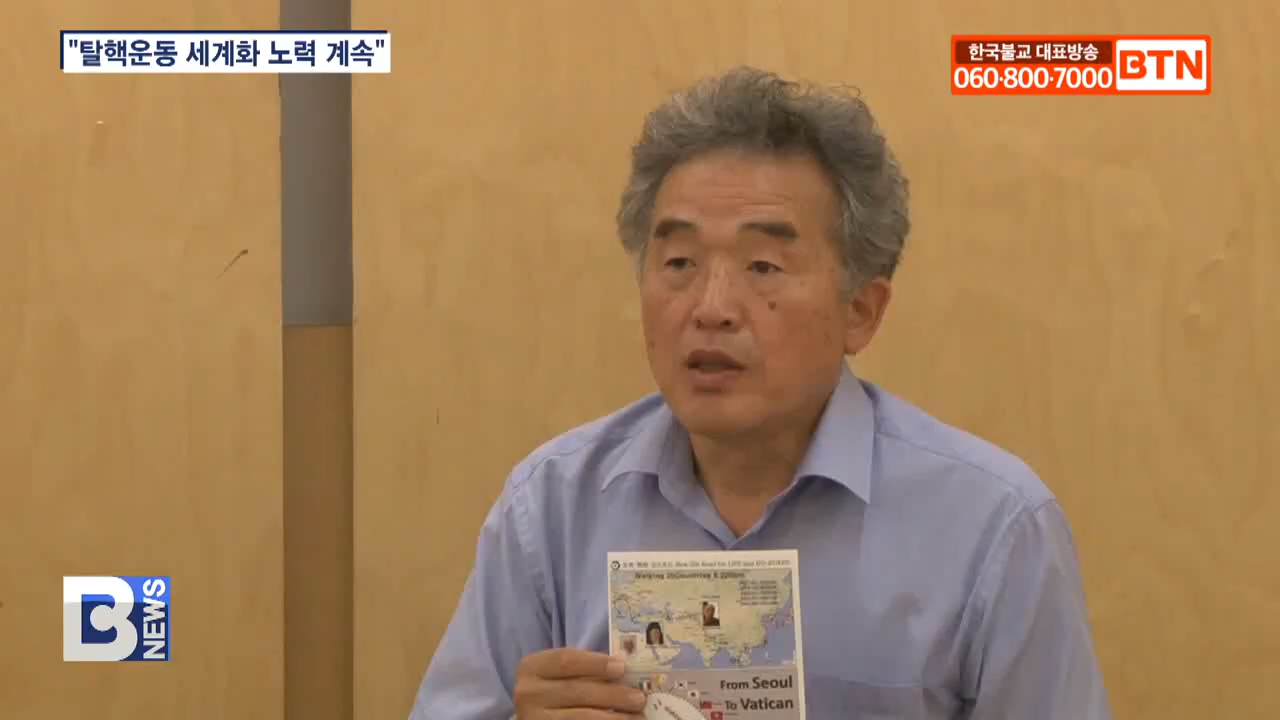 "탈핵운동 세계화 노력 계속"
한국불교 대표방송
060·800·7000
BTN
From Seoul
To Vatican
B NEWS